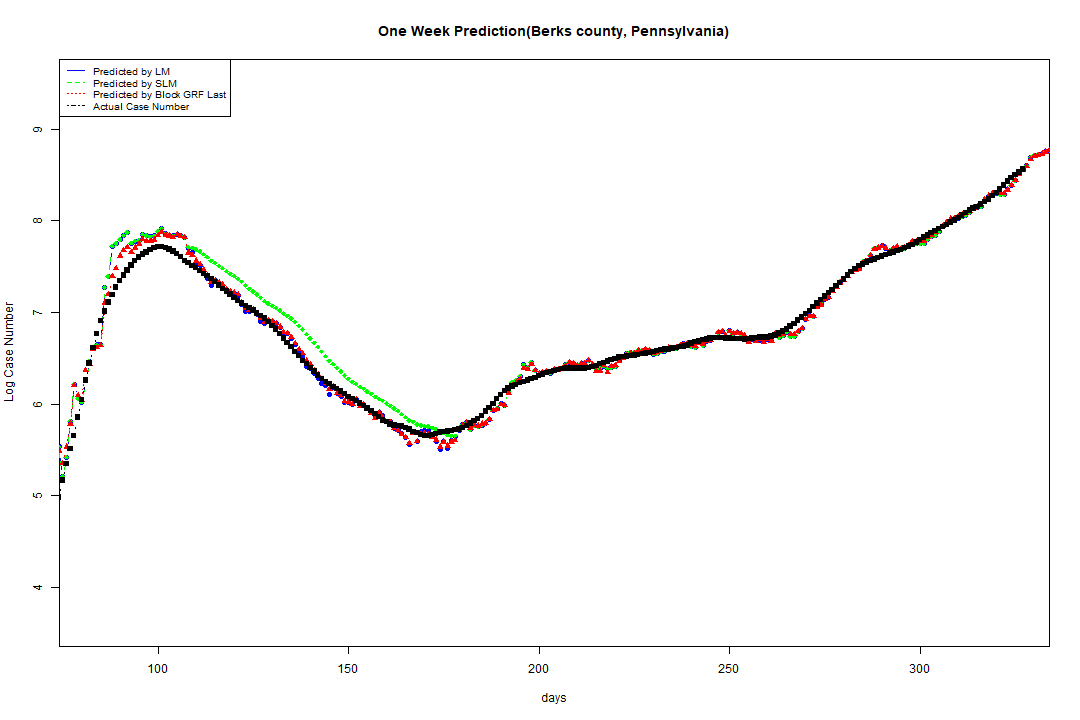 One Week Prediction(Berks county, Pennsylvania)
Predicted by LM
Predicted by SLM
Predicted by Block GRF Last
Actual Case Number
9
8
7
6
5
4
Log Case Number
100 150 200 250 300
days